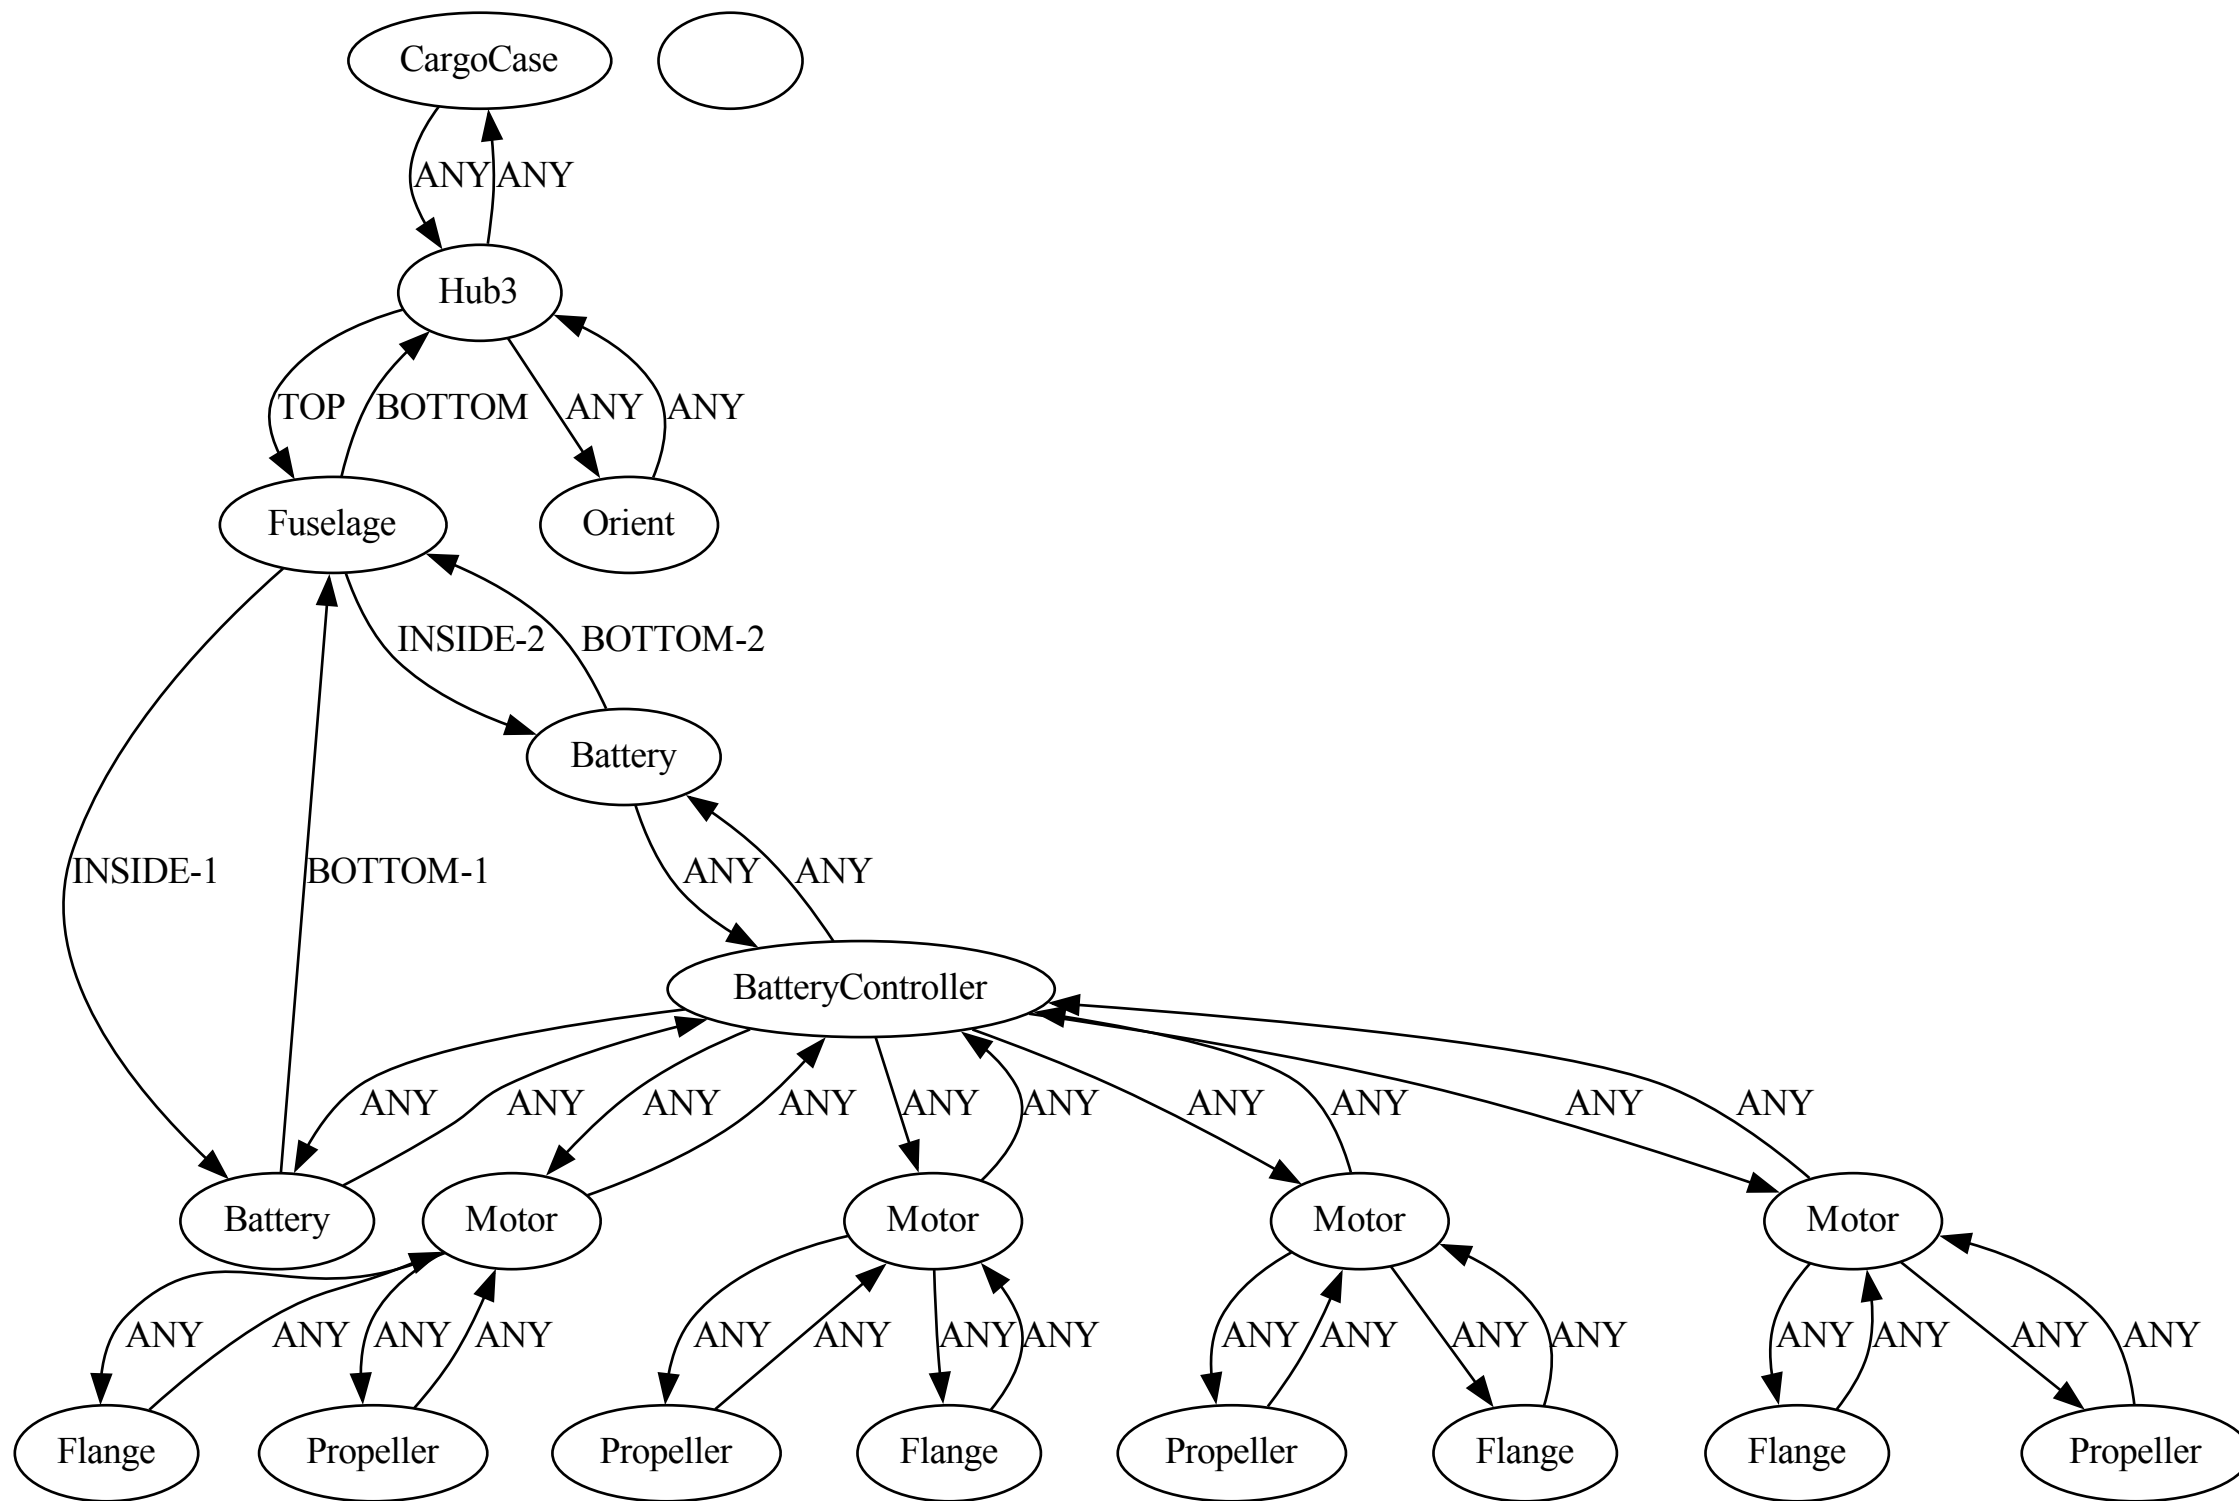 CargoCase
ANY ANY
Hub3
TOP BOTTOM ANY ANY
Fuselage Orient
INSIDE-2 BOTTOM-2
Battery
INSIDE-1 BOTTOM-1 ANY ANY
BatteryController
ANY ANY ANY ANY ANY ANY ANY ANY ANY ANY
Battery Motor Motor Motor Motor
ANY ANY ANY ANY ANY ANY ANY ANY ANY ANY ANY ANY ANY ANY ANY ANY
Flange Propeller Propeller Flange Propeller Flange Flange Propeller